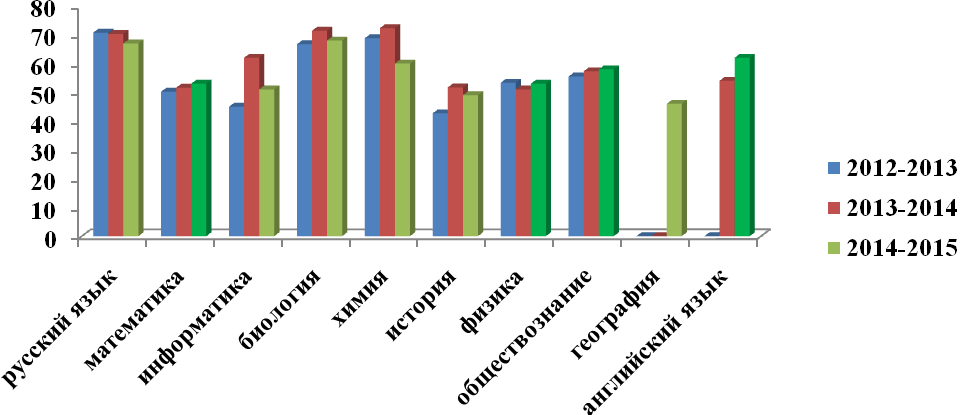 80
70
60
50
40
30
20
10
0
русский язык
математика
информатика
биология
химия
история
физика
обществознание
география
английский язык
2012-2013
2013-2014
2014-2015